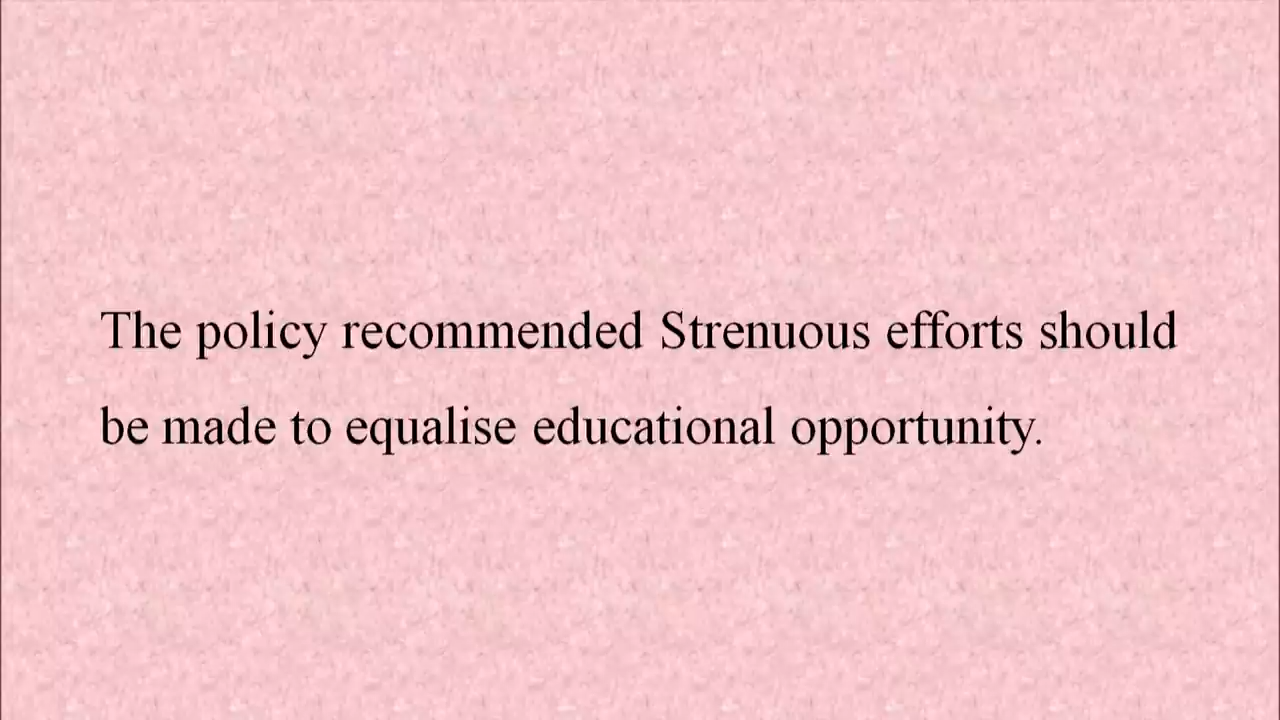 The policy recommended Strenuous efforts should
be made to equalise educational opportunity.